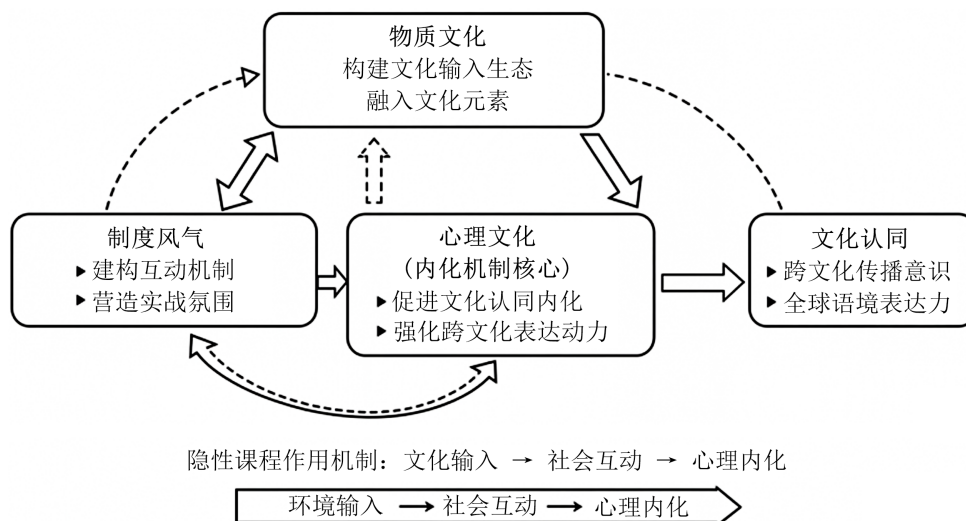 物质文化
构建文化输入生态
融入文化元素
制度风气
▶ 建构互动机制
▶ 营造实战氛围
心理文化
(内化机制核心)
▶ 促进文化认同内化
▶ 强化跨文化表达动力
文化认同
▶ 跨文化传播意识
▶ 全球语境表达力
隐性课程作用机制: 文化输入 → 社会互动 → 心理内化
环境输入 → 社会互动 → 心理内化